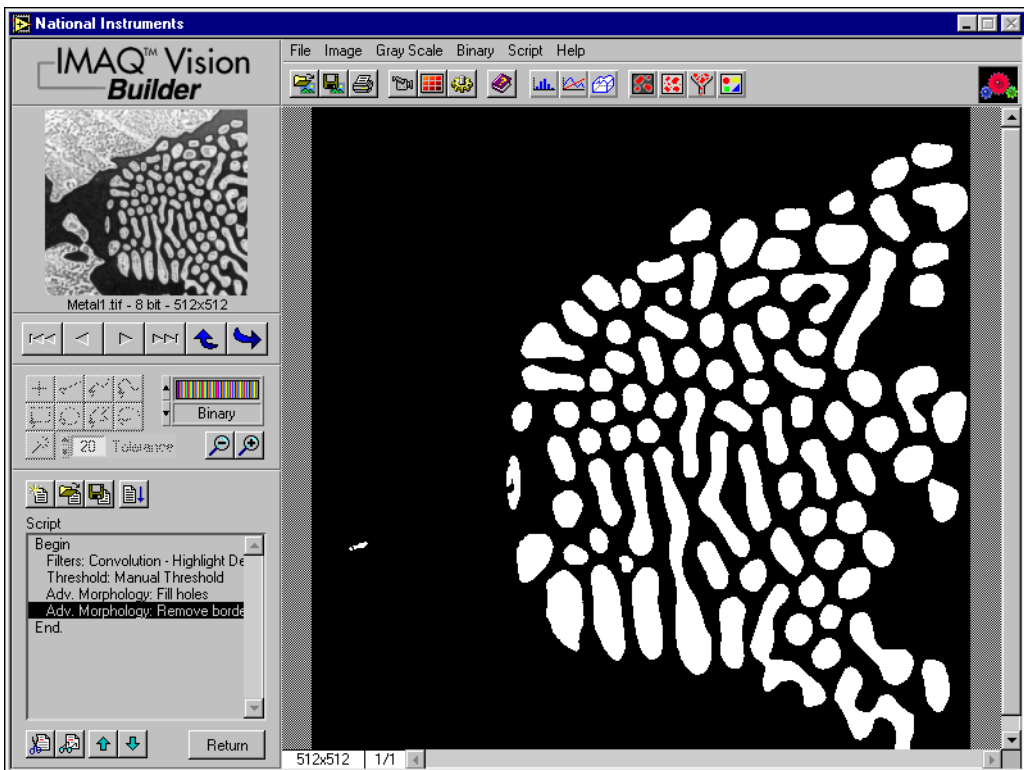 National Instruments
IMAQ™ Vision
Builder
File Image Gray Scale Binary Script Help
Metal1.tif - 8 bit - 512x512
Binary
20 Tolerance
Script
Begin
Filters: Convolution - Highlight De
Threshold: Manual Threshold
Adv. Morphology: Fill holes
Adv. Morphology: Remove borde
End.
Return
512x512 1/1